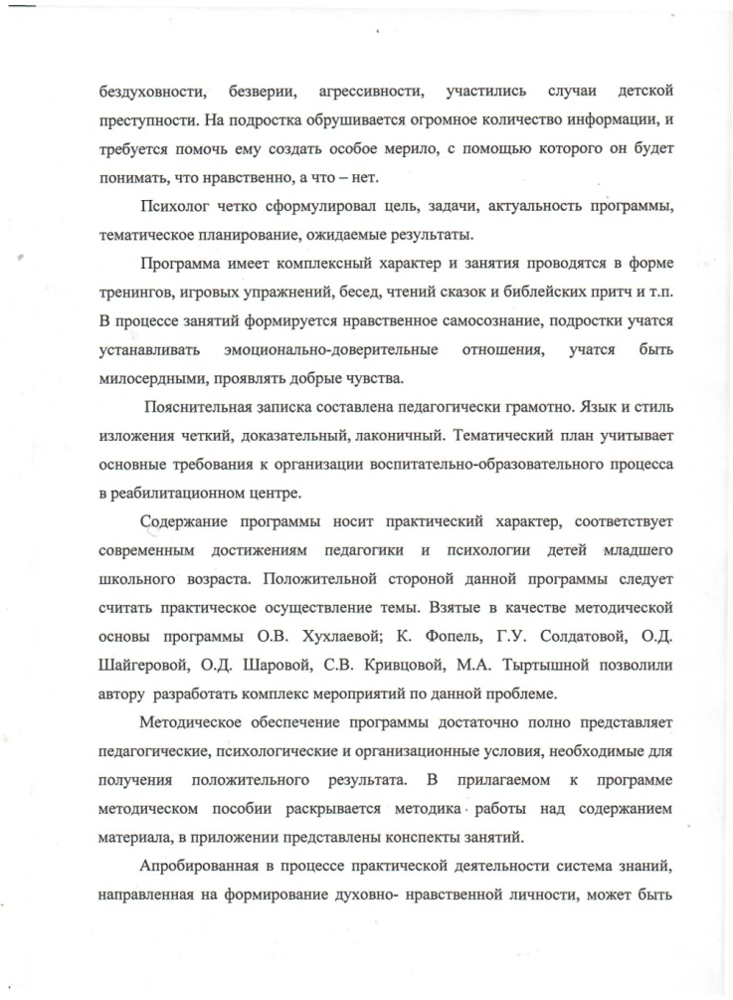 бездуховности, безверии, агрессивности, участились случаи детской
преступности. На подростка обрушивается огромное количество информации, и
требуется помочь ему создать особое мерило, с помощью которого он будет
понимать, что нравственно, а что – нет.
Психолог четко сформулировал цель, задачи, актуальность программы,
тематическое планирование, ожидаемые результаты.
Программа имеет комплексный характер и занятия проводятся в форме
тренингов, игровых упражнений, бесед, чтений сказок и библейских притч и т.п.
В процессе занятий формируется нравственное самосознание, подростки учатся
устанавливать эмоционально-доверительные отношения, учатся быть
милосердными, проявлять добрые чувства.
Пояснительная записка составлена педагогически грамотно. Язык и стиль
изложения четкий, доказательный, лаконичный. Тематический план учитывает
основные требования к организации воспитательно-образовательного процесса
в реабилитационном центре.
Содержание программы носит практический характер, соответствует
современным достижениям педагогики и психологии детей младшего
школьного возраста. Положительной стороной данной программы следует
считать практическое осуществление темы. Взятые в качестве методической
основы программы О.В. Хухлаевой; К. Фопель, Г.У. Солдатовой, О.Д.
Шайгеровой, О.Д. Шаровой, С.В. Кривцовой, М.А. Тыртышной позволили
автору разработать комплекс мероприятий по данной проблеме.
Методическое обеспечение программы достаточно полно представляет
педагогические, психологические и организационные условия, необходимые для
получения положительного результата. В прилагаемом к программе
методическом пособии раскрывается методика работы над содержанием
материала, в приложении представлены конспекты занятий.
Апробированная в процессе практической деятельности система знаний,
направленная на формирование духовно- нравственной личности, может быть